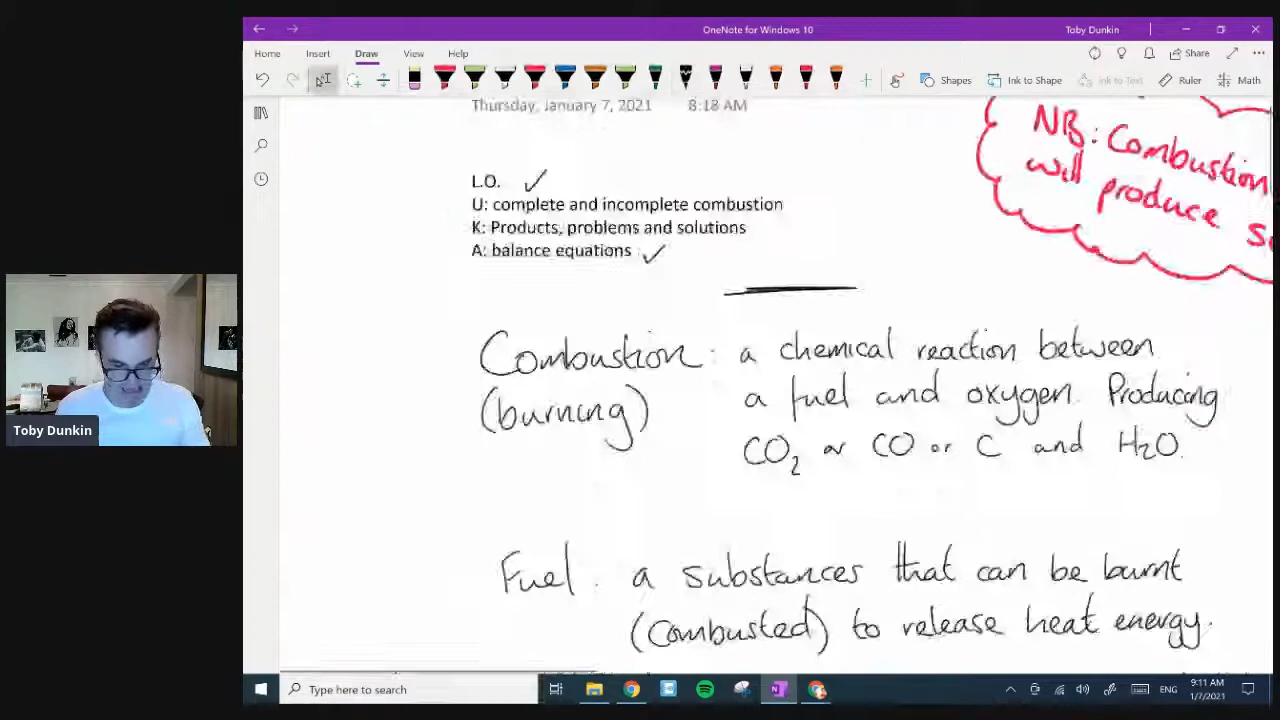 OneNote for Windows 10
Toby Dunkin
Home Insert Draw View Help
Share
Shapes Ink to Shape Ink to Text Ruler Math
Thursday, January 7, 2021 8:18 AM
NB: Combustion
will produce
L.O. ✓
U: complete and incomplete combustion
K: Products, problems and solutions
A: balance equations ✓
Combustion : a chemical reaction between
(burning) a fuel and oxygen. Producing
CO₂ or CO or C and H₂O.
Fuel : a substances that can be burnt
(combusted) to release heat energy.
Toby Dunkin
Type here to search
ENG
9:11 AM
1/7/2021